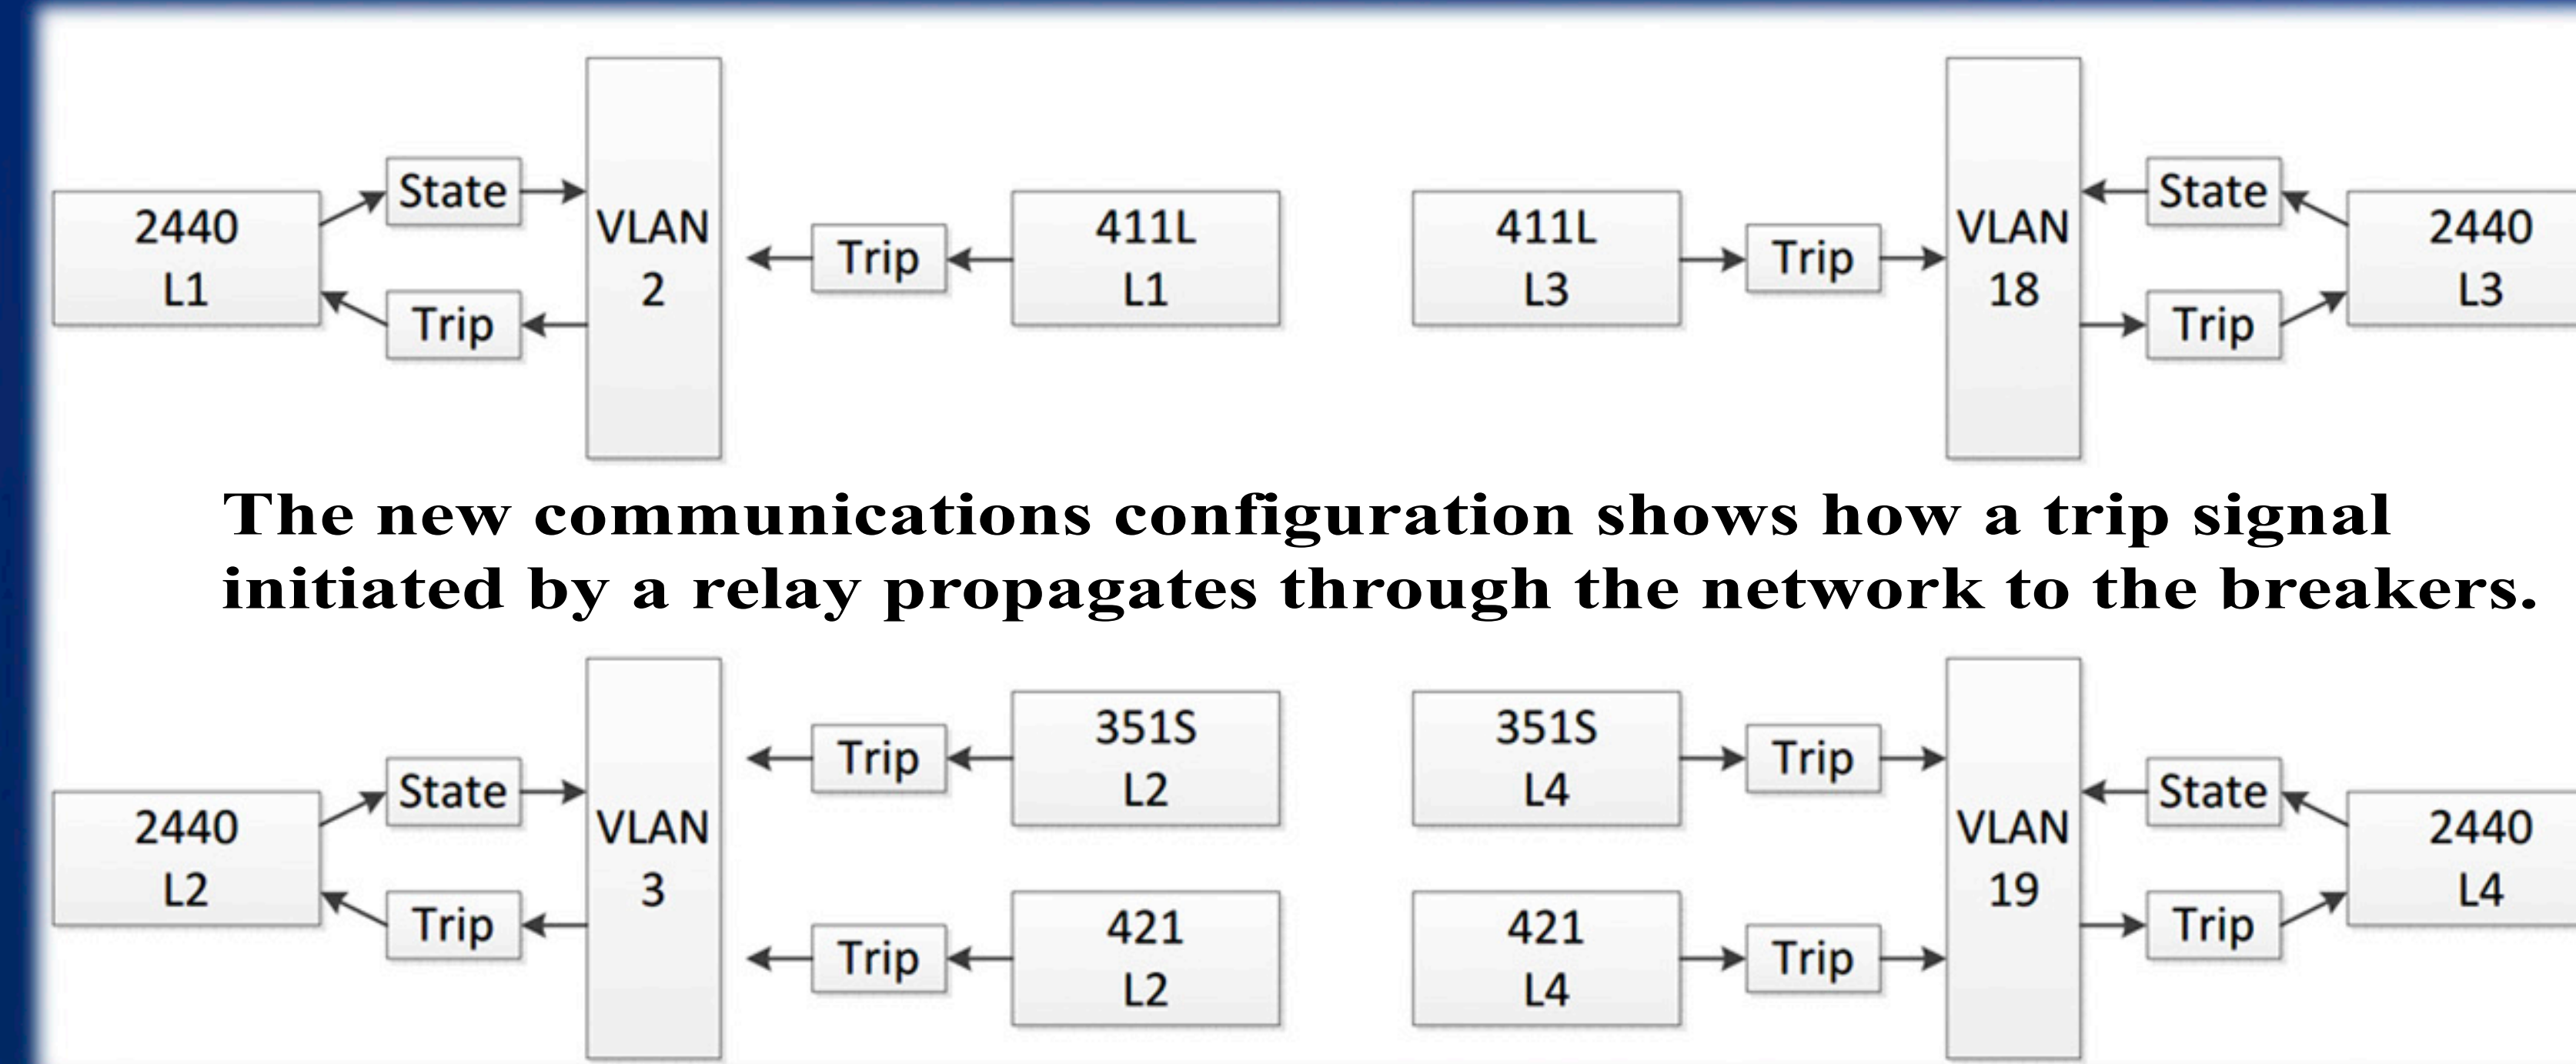 State
State
2440
L1
VLAN
2
Trip
411L
L1
411L
L3
Trip
VLAN
18
2440
L3
Trip
Trip
The new communications configuration shows how a trip signal
initiated by a relay propagates through the network to the breakers.
351S
L2
Trip
351S
L4
Trip
State
State
2440
L2
VLAN
3
VLAN
19
2440
L4
Trip
Trip
421
L2
Trip
421
L4
Trip